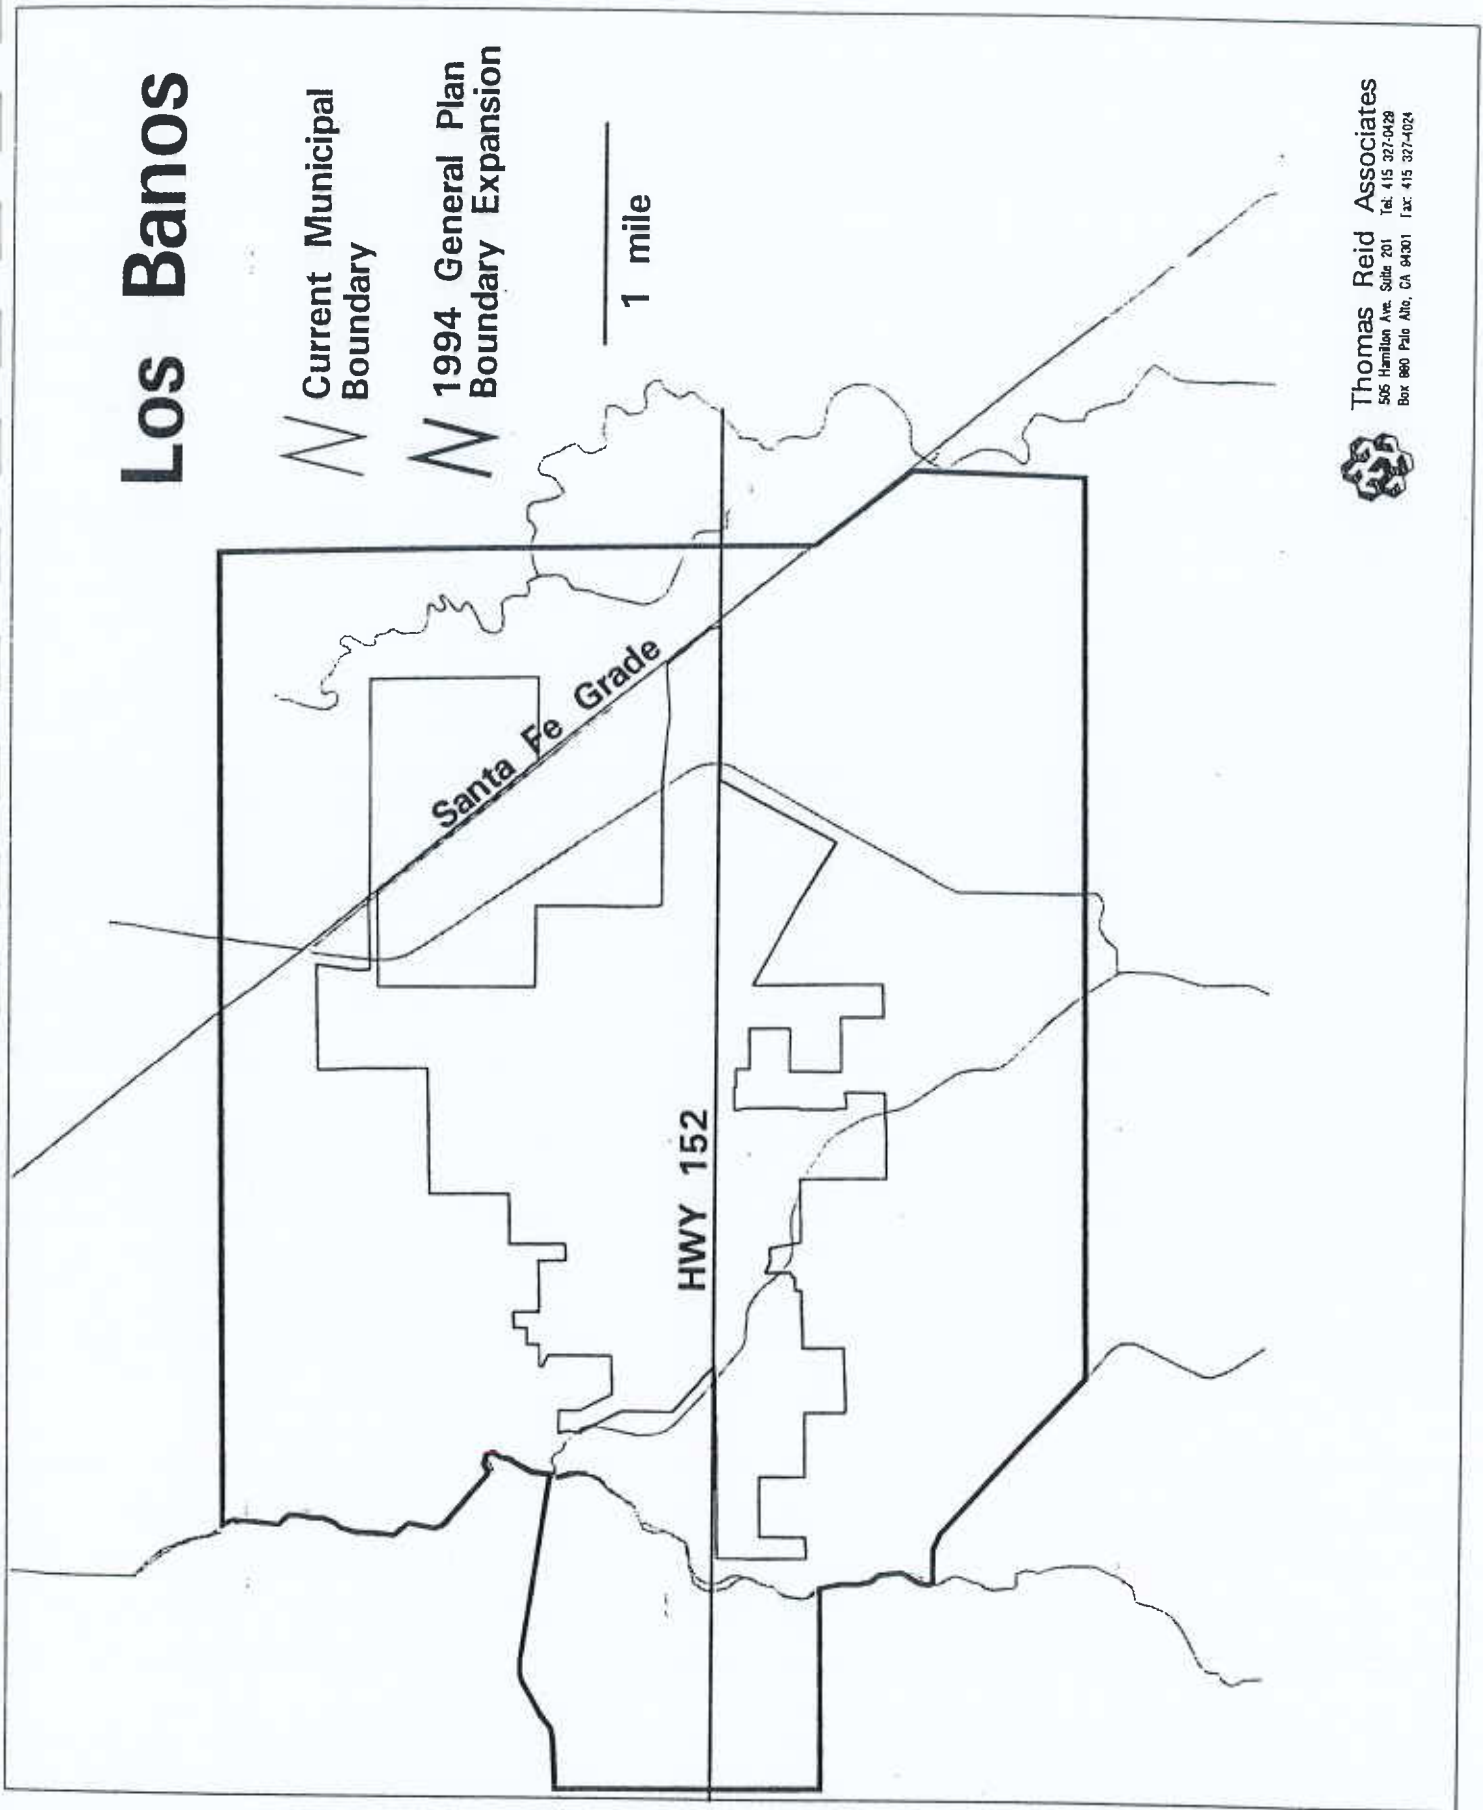 Los Banos
Current Municipal
Boundary
1994 General Plan
Boundary Expansion
1 mile
Santa Fe Grade
HWY 152
Thomas Reid Associates
505 Hamilton Ave. Suite 201 Tel: 415 327-0429
Box 880 Palo Alto, CA 94301 Fax: 415 327-4024